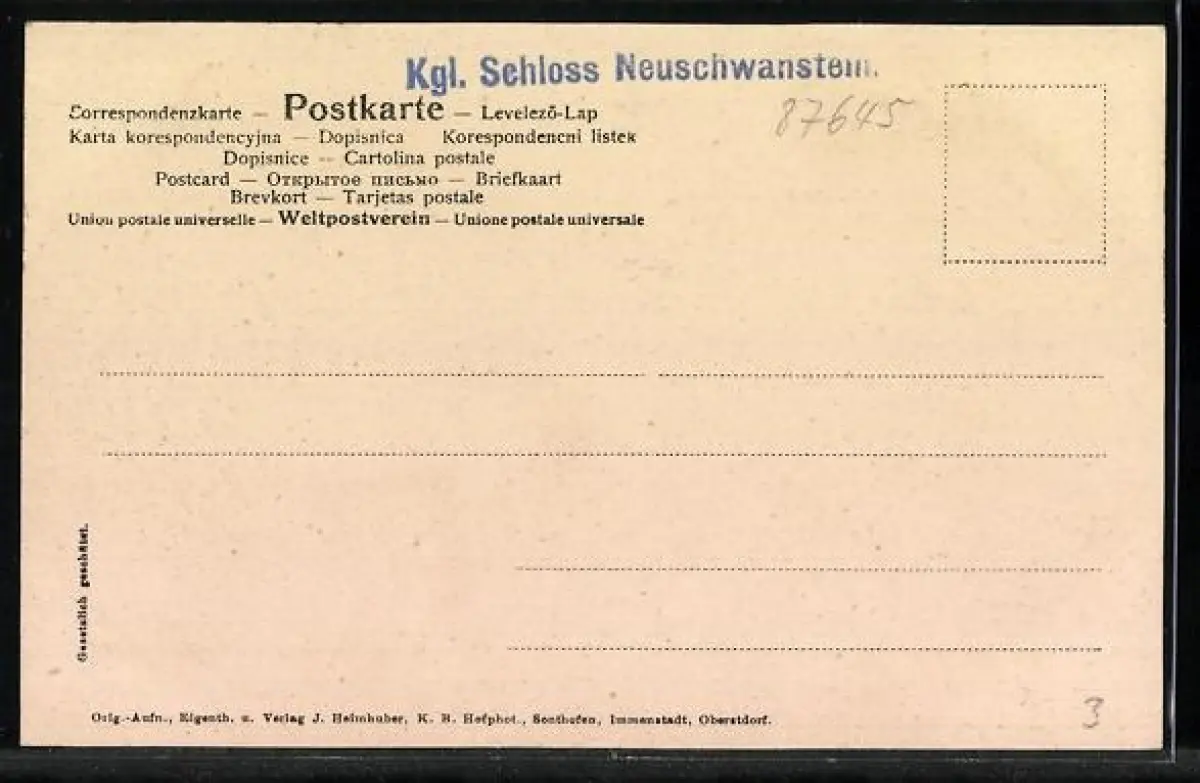 Kgl. Schloss Neuschwanstein.
87645
Correspondenzkarte — Postkarte — Levelező-Lap
Karta korespondencyjna — Dopisnica Korespondencni listek
Dopisnice — Cartolina postale
Postcard — Открытое письмо — Briefkaart
Brevkort — Tarjetas postale
Union postale universelle — Weltpostverein — Unione postale universale
Gesetzlich geschützt.
Orig.-Aufn., Eigenth. u. Verlag J. Heimhuber, K. B. Hofphot., Sonthofen, Immenstadt, Oberstdorf.
3